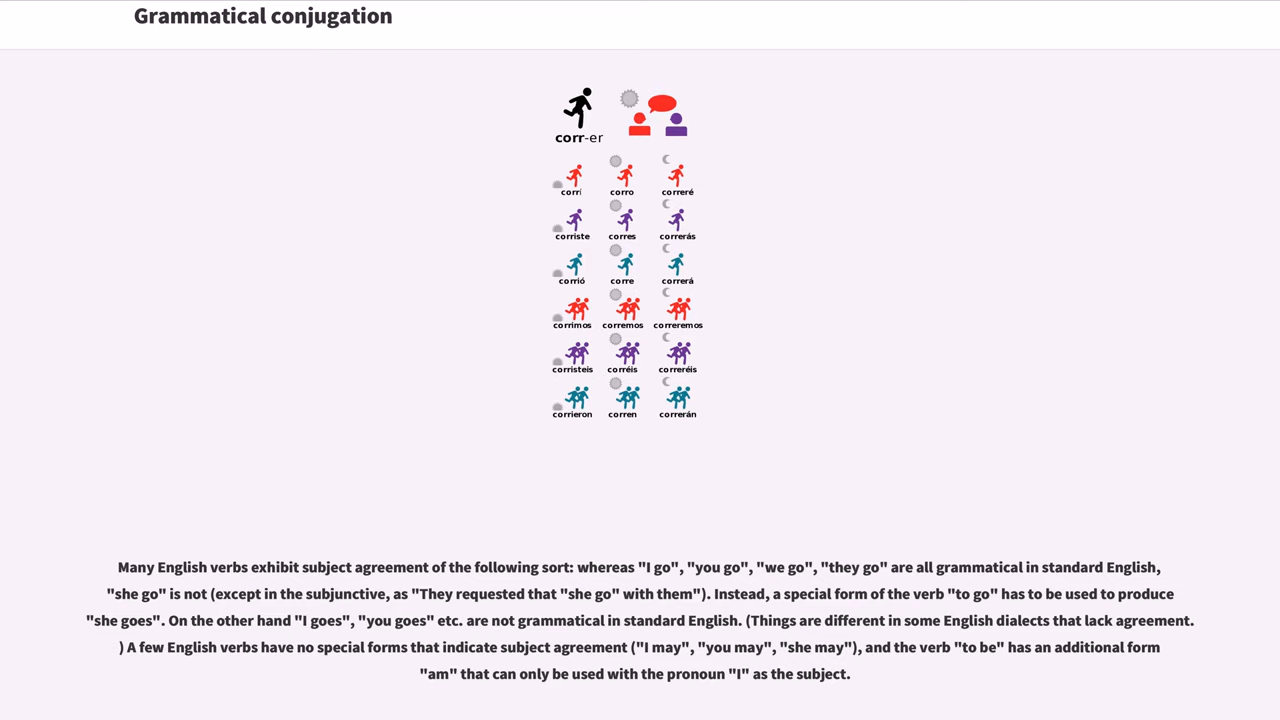 Grammatical conjugation
corr-er
corrí corro correré
corriste corres correrás
corrió corre correrá
corrimos corremos correremos
corristeis corréis correréis
corrieron corren correrán
Many English verbs exhibit subject agreement of the following sort: whereas "I go", "you go", "we go", "they go" are all grammatical in standard English,
"she go" is not (except in the subjunctive, as "They requested that "she go" with them"). Instead, a special form of the verb "to go" has to be used to produce
"she goes". On the other hand "I goes", "you goes" etc. are not grammatical in standard English. (Things are different in some English dialects that lack agreement.
) A few English verbs have no special forms that indicate subject agreement ("I may", "you may", "she may"), and the verb "to be" has an additional form
"am" that can only be used with the pronoun "I" as the subject.